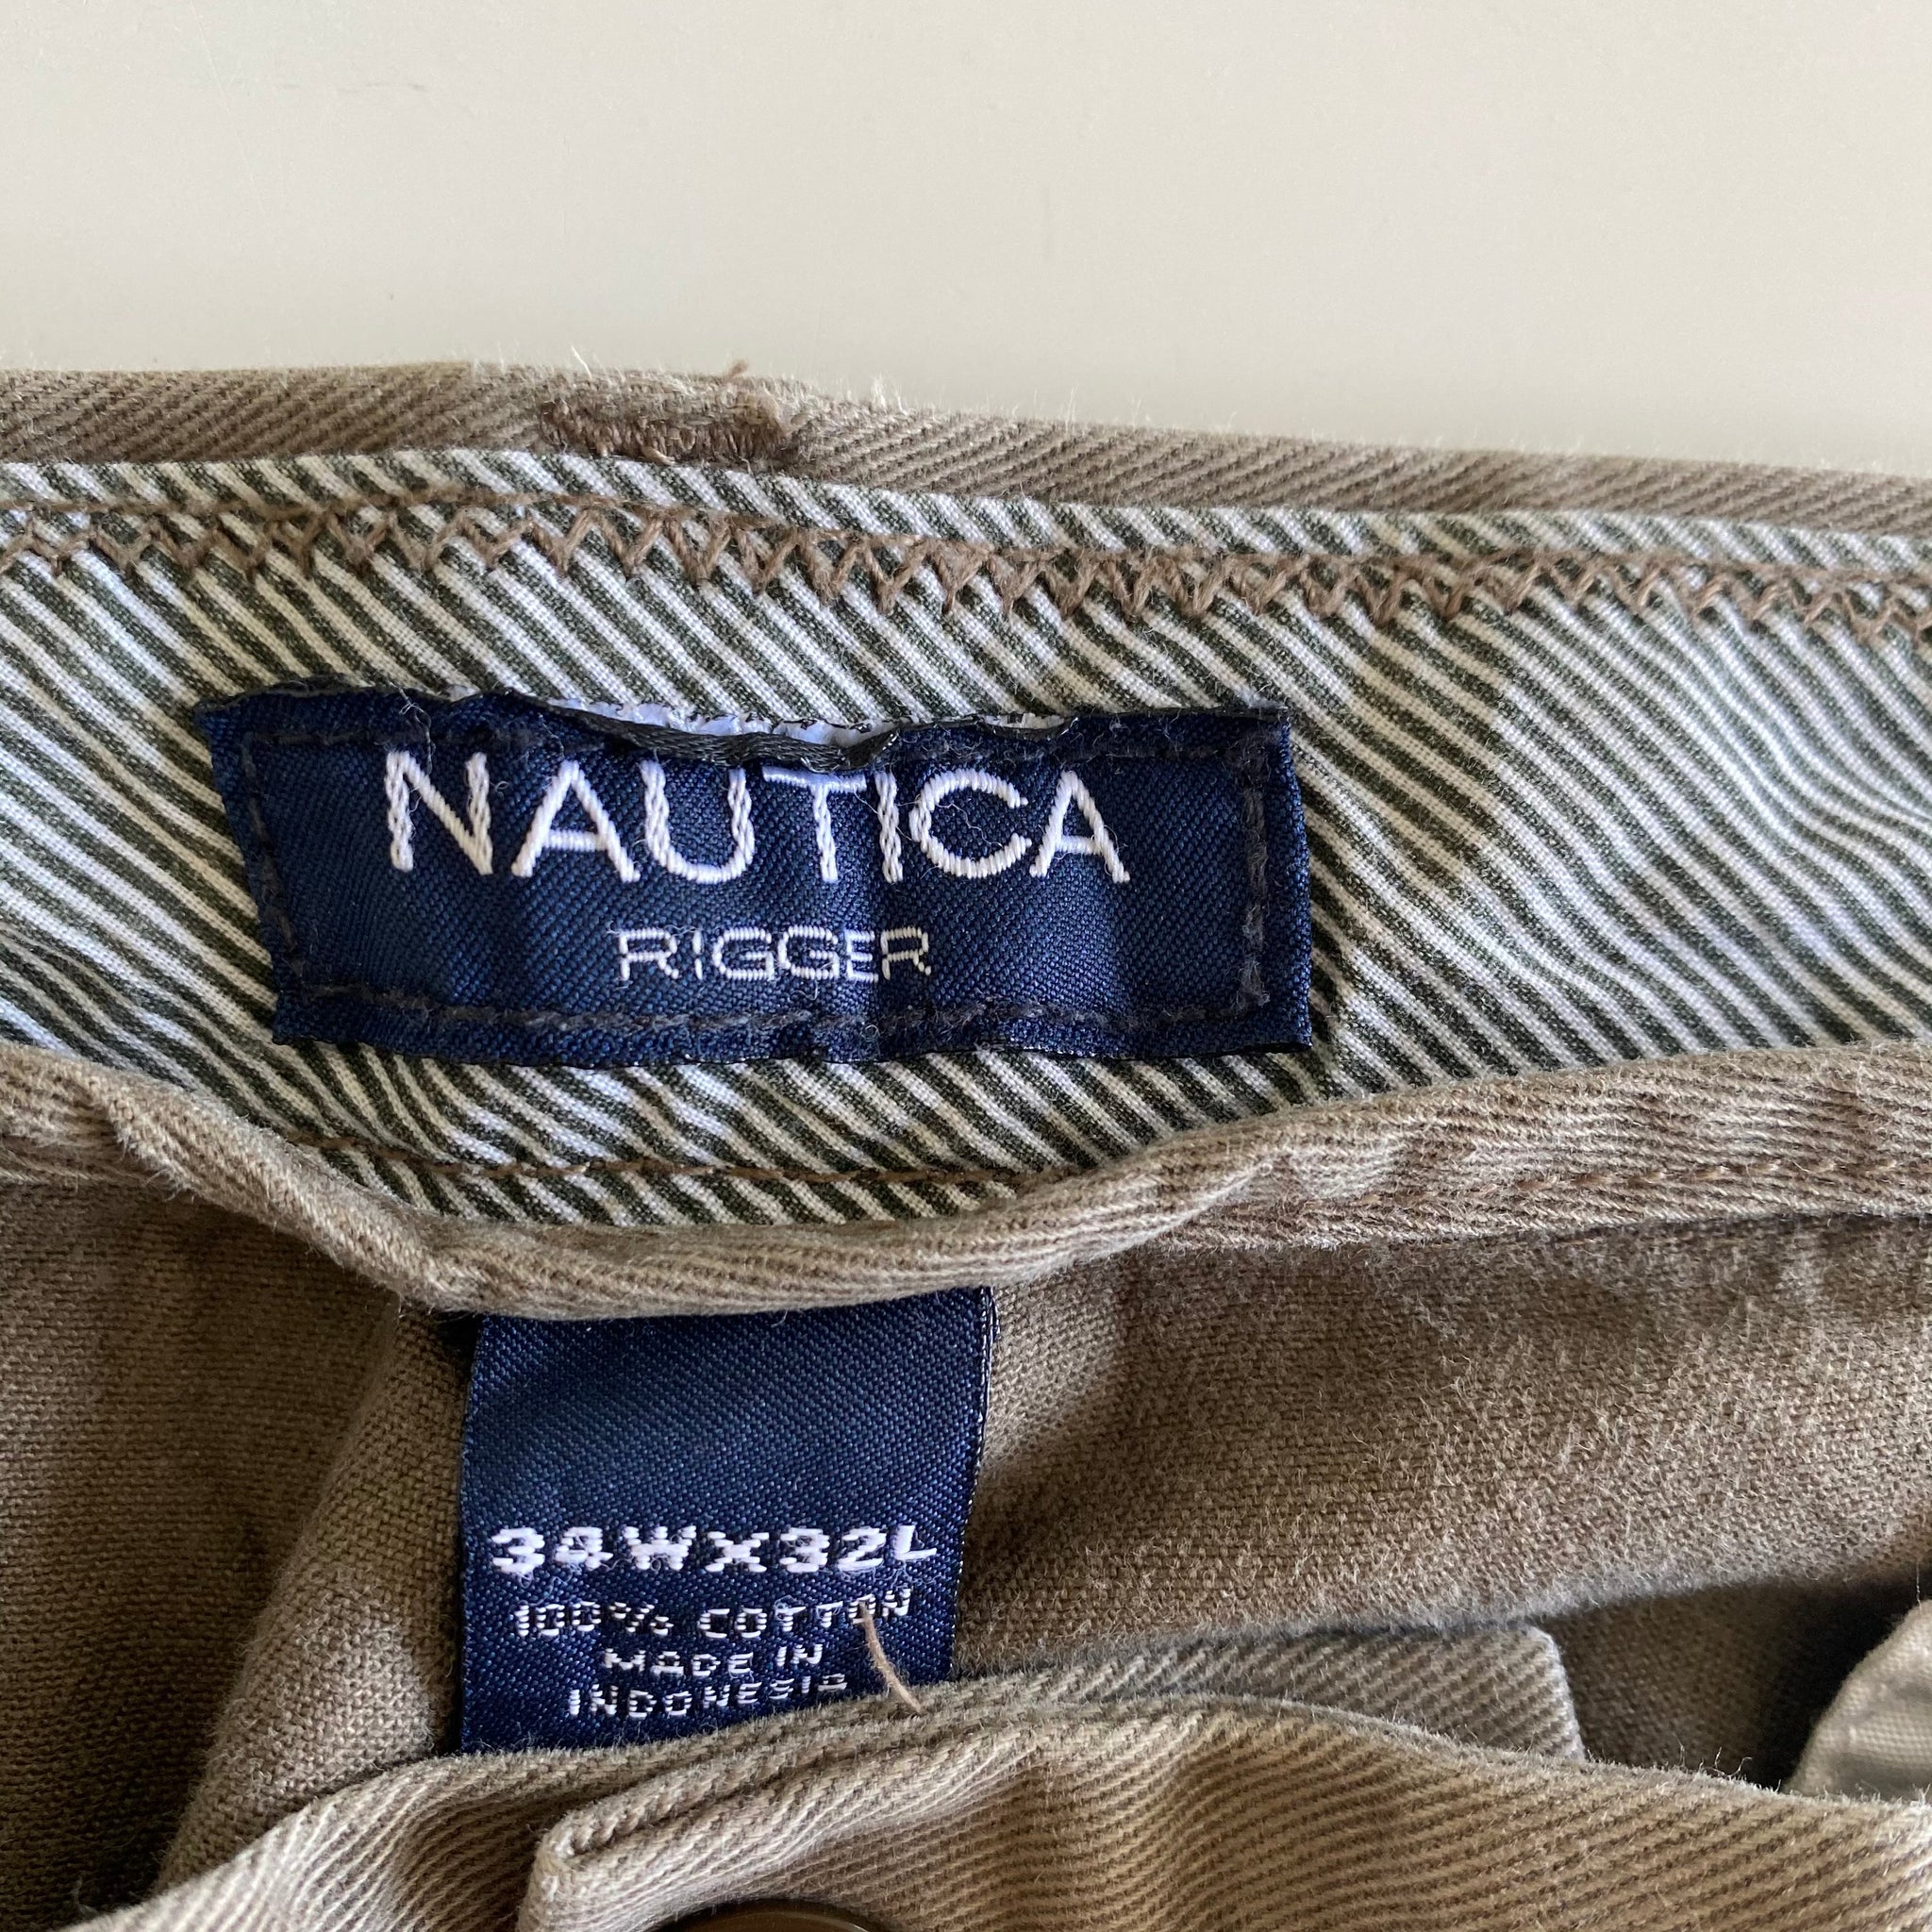 NAUTICA
RIGGER
34WX32L
100% COTTON
MADE IN
INDONESIA